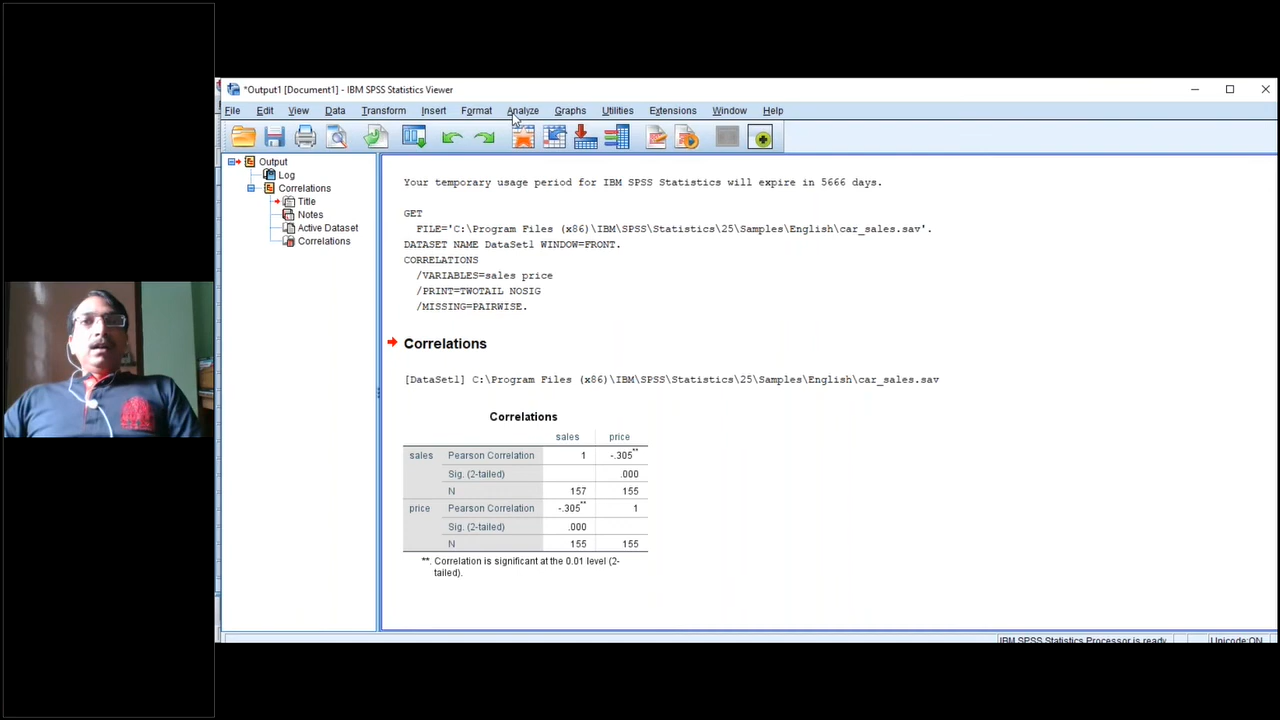 *Output1 [Document1] - IBM SPSS Statistics Viewer
File Edit View Data Transform Insert Format Analyze Graphs Utilities Extensions Window Help
Output
Log
Correlations
Title
Notes
Active Dataset
Correlations
Your temporary usage period for IBM SPSS Statistics will expire in 5666 days.
GET
FILE='C:\Program Files (x86)\IBM\SPSS\Statistics\25\Samples\English\car_sales.sav'.
DATASET NAME DataSet1 WINDOW=FRONT.
CORRELATIONS
/VARIABLES=sales price
/PRINT=TWOTAIL NOSIG
/MISSING=PAIRWISE.
Correlations
[DataSet1] C:\Program Files (x86)\IBM\SPSS\Statistics\25\Samples\English\car_sales.sav
Correlations
sales price
sales Pearson Correlation 1 -.305**
Sig. (2-tailed) .000
N 157 155
price Pearson Correlation -.305** 1
Sig. (2-tailed) .000
N 155 155
**. Correlation is significant at the 0.01 level (2-
tailed).
IBM SPSS Statistics Processor is ready Unicode:ON